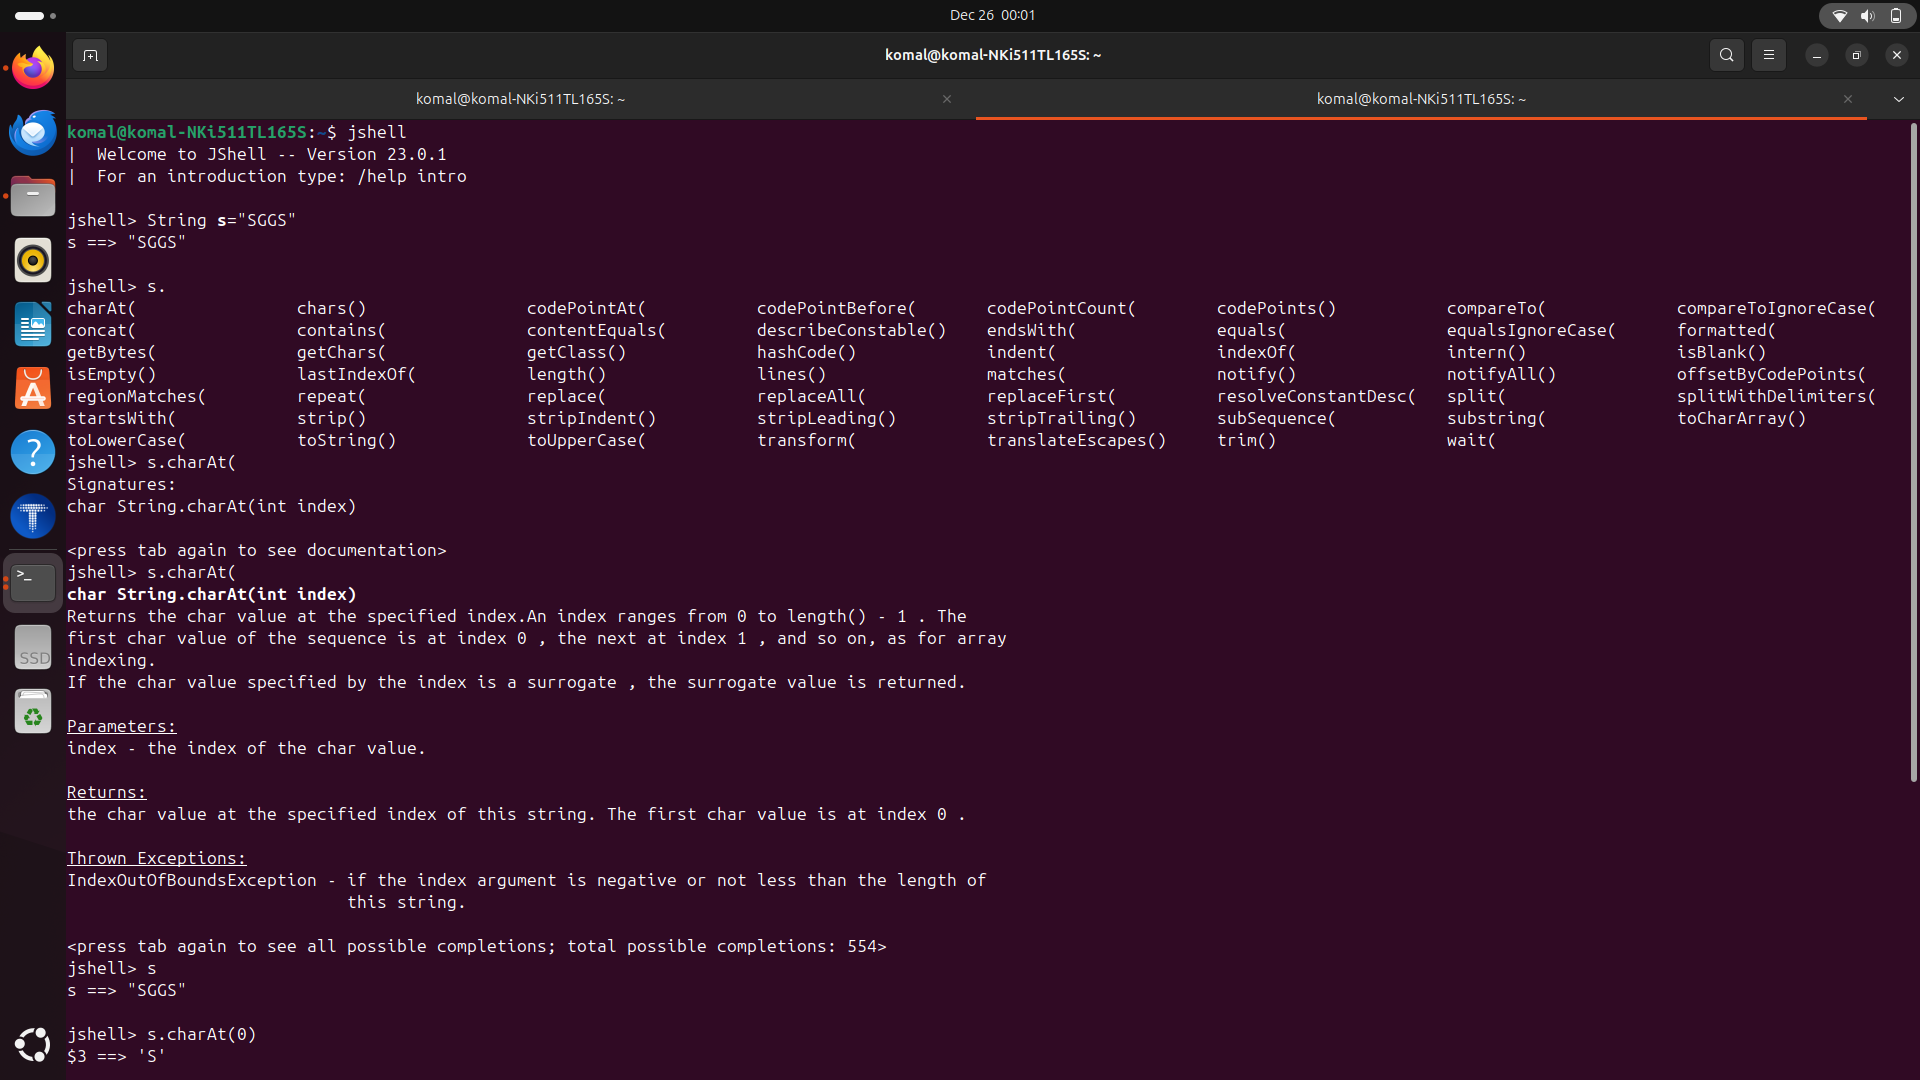 Dec 26 00:01
komal@komal-NKi511TL165S: ~
komal@komal-NKi511TL165S: ~
komal@komal-NKi511TL165S: ~
komal@komal-NKi511TL165S:~$ jshell
|  Welcome to JShell -- Version 23.0.1
|  For an introduction type: /help intro
jshell> String s="SGGS"
s ==> "SGGS"
jshell> s.
charAt( chars() codePointAt( codePointBefore( codePointCount( codePoints() compareTo( compareToIgnoreCase(
concat( contains( contentEquals( describeConstable() endsWith( equals( equalsIgnoreCase( formatted(
getBytes( getChars( getClass() hashCode() indent( indexOf( intern() isBlank()
isEmpty() lastIndexOf( length() lines() matches( notify() notifyAll() offsetByCodePoints(
regionMatches( repeat( replace( replaceAll( replaceFirst( resolveConstantDesc( split( splitWithDelimiters(
startsWith( strip() stripIndent() stripLeading() stripTrailing() subSequence( substring( toCharArray()
toLowerCase( toString() toUpperCase( transform( translateEscapes() trim() wait(
jshell> s.charAt(
Signatures:
char String.charAt(int index)
<press tab again to see documentation>
jshell> s.charAt(
char String.charAt(int index)
Returns the char value at the specified index.An index ranges from 0 to length() - 1 . The
first char value of the sequence is at index 0 , the next at index 1 , and so on, as for array
indexing.
If the char value specified by the index is a surrogate , the surrogate value is returned.
Parameters:
index - the index of the char value.
Returns:
the char value at the specified index of this string. The first char value is at index 0 .
Thrown Exceptions:
IndexOutOfBoundsException - if the index argument is negative or not less than the length of
this string.
<press tab again to see all possible completions; total possible completions: 554>
jshell> s
s ==> "SGGS"
jshell> s.charAt(0)
$3 ==> 'S'
SSD